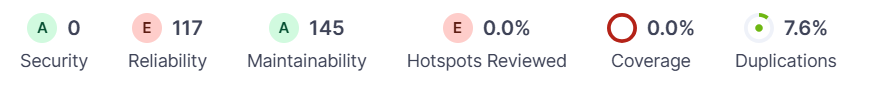 A 0 E 117 A 145 E 0.0% 0.0% 7.6%
Security Reliability Maintainability Hotspots Reviewed Coverage Duplications